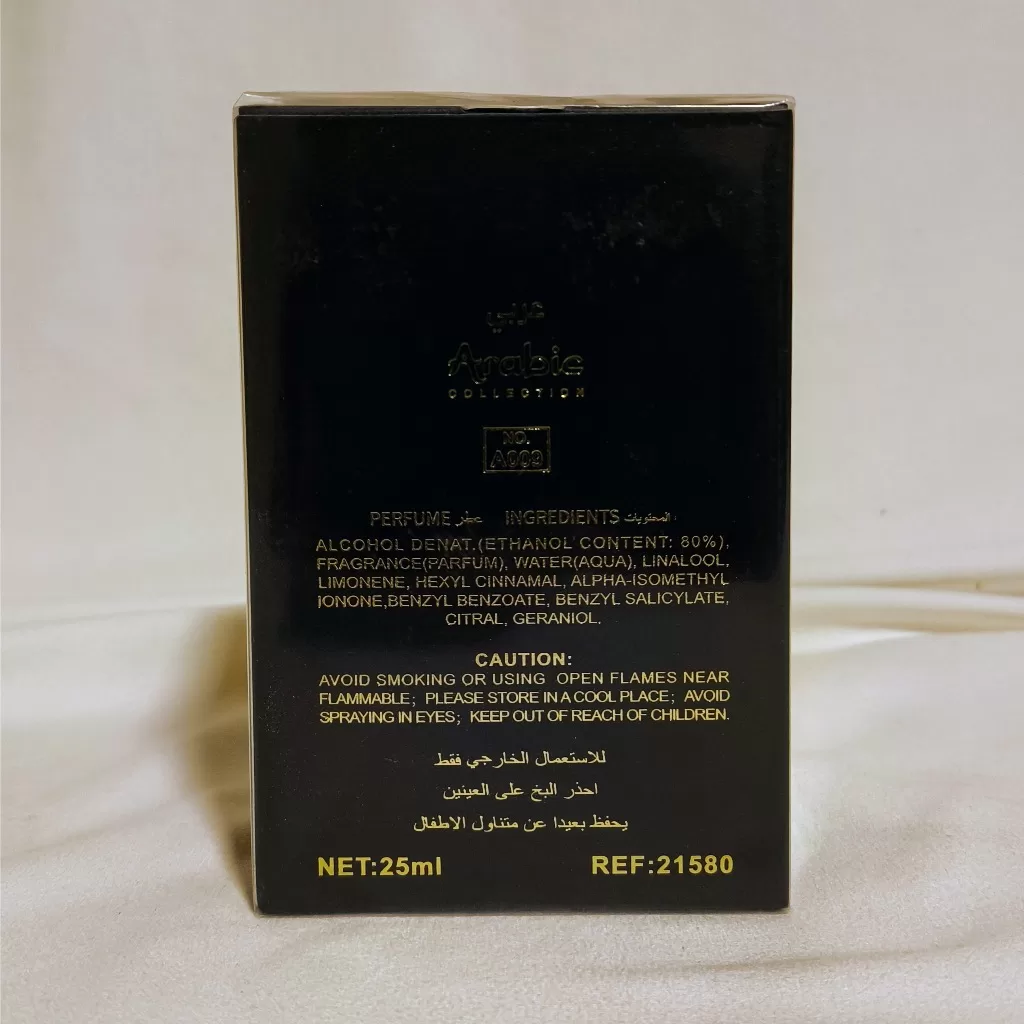 عربي
Arabic
COLLECTION
NO.
A009
PERFUME عطر INGREDIENTS المحتويات:
ALCOHOL DENAT.(ETHANOL CONTENT: 80%),
FRAGRANCE(PARFUM), WATER(AQUA), LINALOOL,
LIMONENE, HEXYL CINNAMAL, ALPHA-ISOMETHYL
IONONE,BENZYL BENZOATE, BENZYL SALICYLATE,
CITRAL, GERANIOL.
CAUTION:
AVOID SMOKING OR USING OPEN FLAMES NEAR
FLAMMABLE; PLEASE STORE IN A COOL PLACE; AVOID
SPRAYING IN EYES; KEEP OUT OF REACH OF CHILDREN.
للاستعمال الخارجي فقط
احذر البخ على العينين
يحفظ بعيدا عن متناول الاطفال
NET:25ml REF:21580